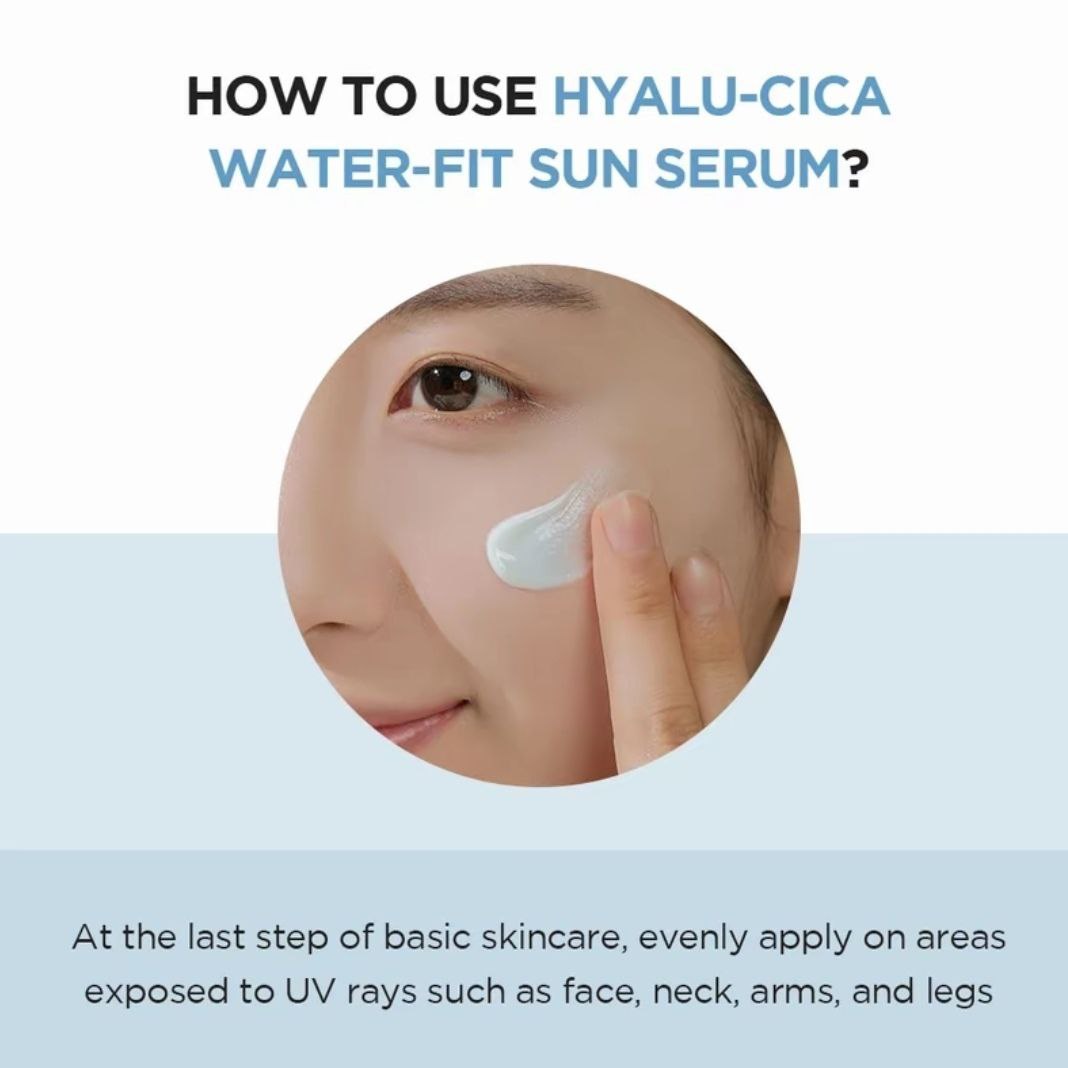 HOW TO USE HYALU-CICA
WATER-FIT SUN SERUM?
At the last step of basic skincare, evenly apply on areas
exposed to UV rays such as face, neck, arms, and legs